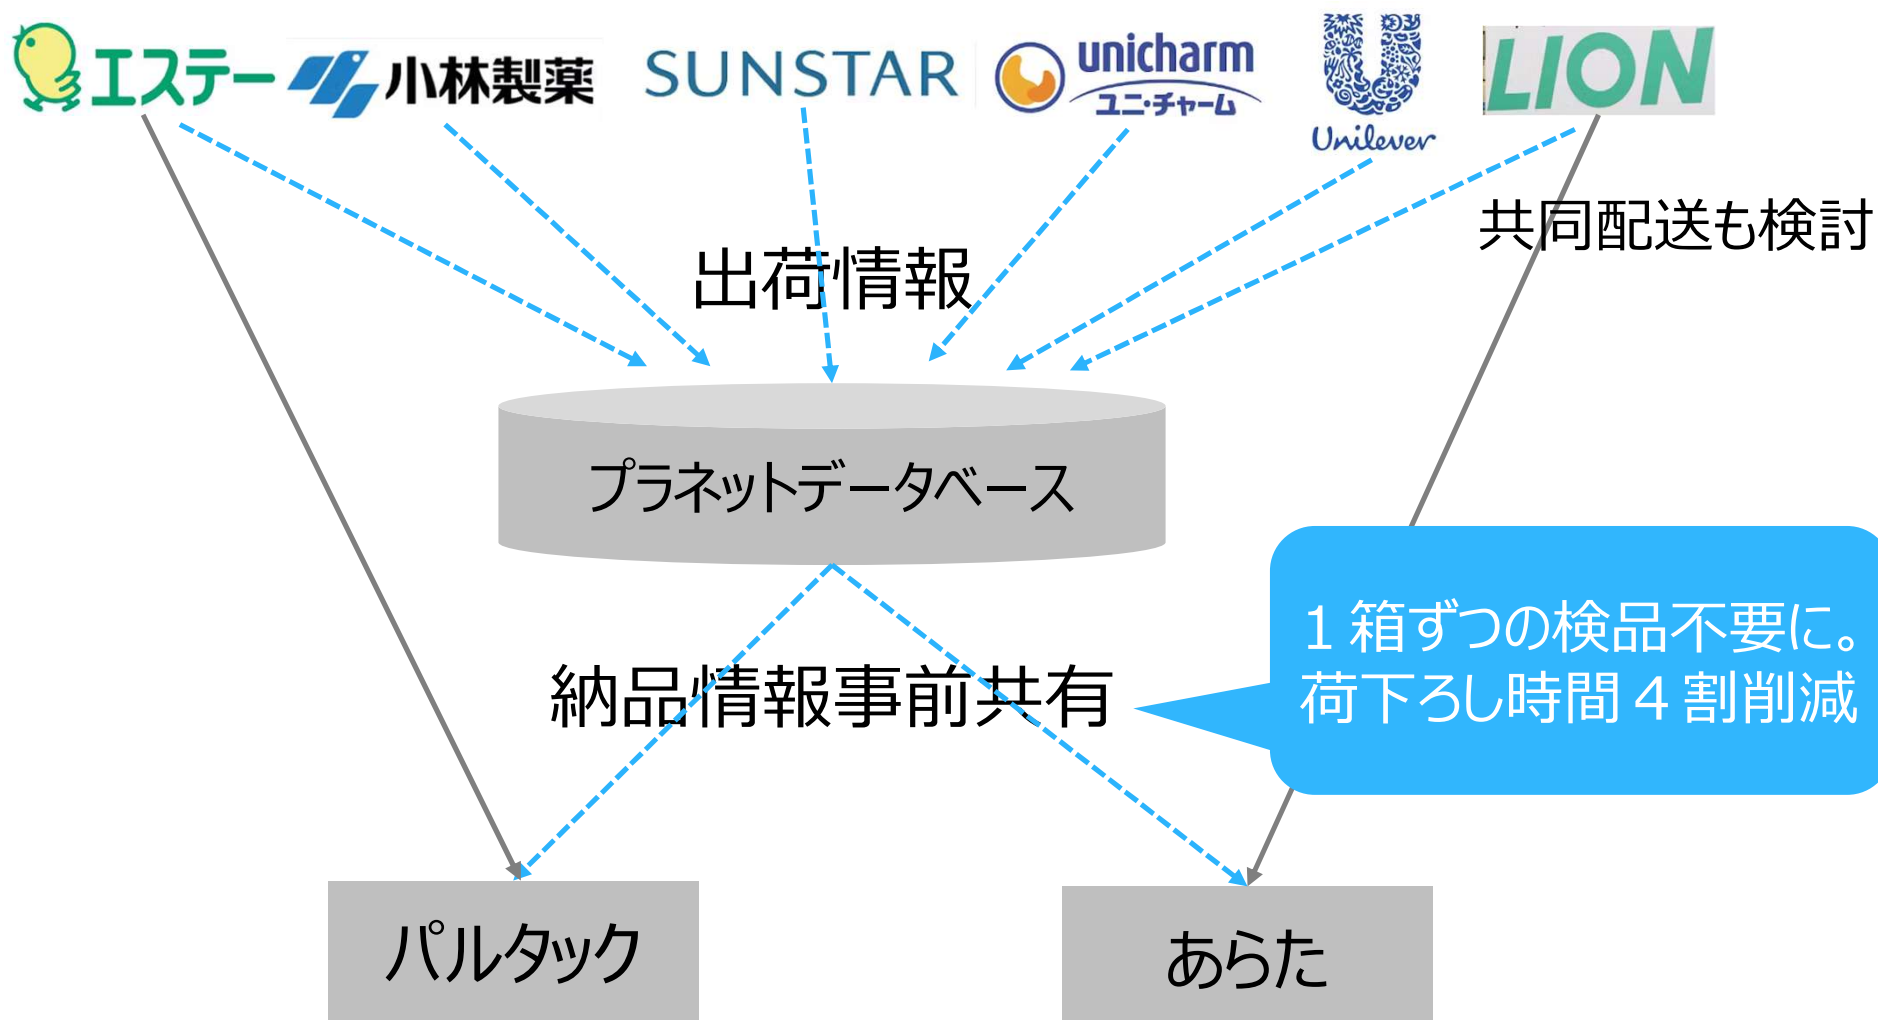 エステー
小林製薬
SUNSTAR
unicharm
ユニ・チャーム
Unilever
LION
共同配送も検討
出荷情報
プラネットデータベース
１箱ずつの検品不要に。
荷下ろし時間４割削減
納品情報事前共有
パルタック
あらた